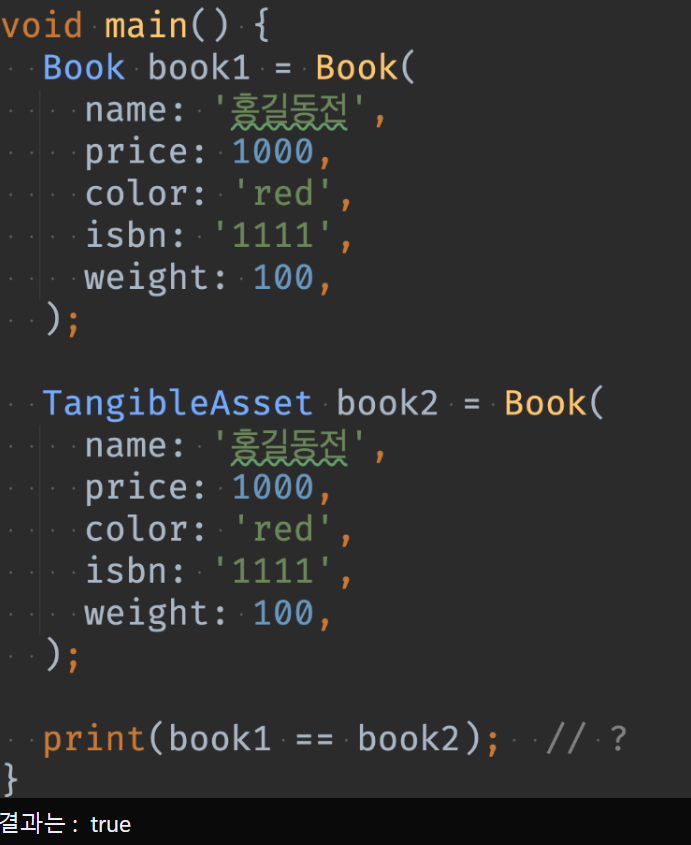 void main() {
Book book1 = Book(
name: '홍길동전',
price: 1000,
color: 'red',
isbn: '1111',
weight: 100,
);
TangibleAsset book2 = Book(
name: '홍길동전',
price: 1000,
color: 'red',
isbn: '1111',
weight: 100,
);
print(book1 == book2); // ?
}
결과는 : true